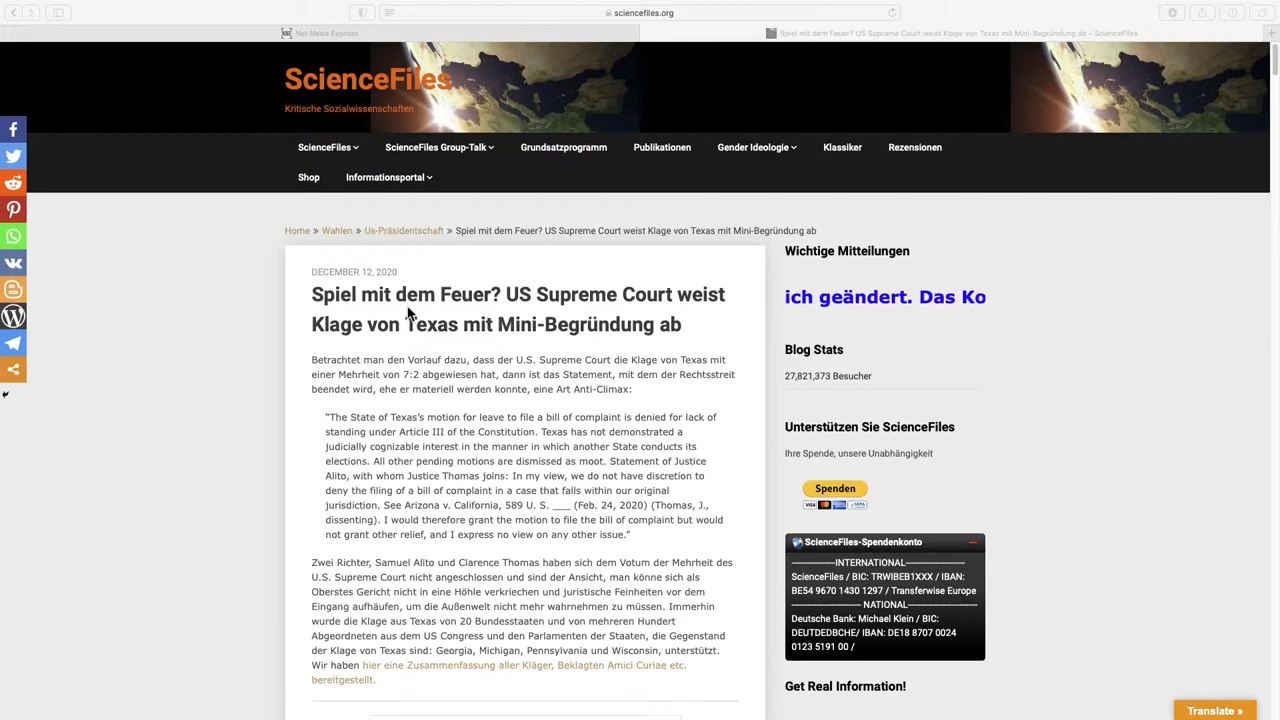 sciencefiles.org
Net News Express
Spiel mit dem Feuer? US Supreme Court weist Klage von Texas mit Mini-Begründung ab – ScienceFiles
ScienceFiles
Kritische Sozialwissenschaften
ScienceFiles
ScienceFiles Group-Talk
Grundsatzprogramm
Publikationen
Gender Ideologie
Klassiker
Rezensionen
Shop
Informationsportal
Home » Wahlen » Us-Präsidentschaft » Spiel mit dem Feuer? US Supreme Court weist Klage von Texas mit Mini-Begründung ab
DECEMBER 12, 2020
Spiel mit dem Feuer? US Supreme Court weist
Klage von Texas mit Mini-Begründung ab
Betrachtet man den Vorlauf dazu, dass der U.S. Supreme Court die Klage von Texas mit
einer Mehrheit von 7:2 abgewiesen hat, dann ist das Statement, mit dem der Rechtsstreit
beendet wird, ehe er materiell werden konnte, eine Art Anti-Climax:
“The State of Texas’s motion for leave to file a bill of complaint is denied for lack of
standing under Article III of the Constitution. Texas has not demonstrated a
judicially cognizable interest in the manner in which another State conducts its
elections. All other pending motions are dismissed as moot. Statement of Justice
Alito, with whom Justice Thomas joins: In my view, we do not have discretion to
deny the filing of a bill of complaint in a case that falls within our original
jurisdiction. See Arizona v. California, 589 U. S. ___ (Feb. 24, 2020) (Thomas, J.,
dissenting). I would therefore grant the motion to file the bill of complaint but would
not grant other relief, and I express no view on any other issue.”
Zwei Richter, Samuel Alito und Clarence Thomas haben sich dem Votum der Mehrheit des
U.S. Supreme Court nicht angeschlossen und sind der Ansicht, man könne sich als
Oberstes Gericht nicht in eine Höhle verkriechen und juristische Feinheiten vor dem
Eingang aufhäufen, um die Außenwelt nicht mehr wahrnehmen zu müssen. Immerhin
wurde die Klage aus Texas von 20 Bundesstaaten und von mehreren Hundert
Abgeordneten aus dem US Congress und den Parlamenten der Staaten, die Gegenstand
der Klage von Texas sind: Georgia, Michigan, Pennsylvania und Wisconsin, unterstützt.
Wir haben hier eine Zusammenfassung aller Kläger, Beklagten Amici Curiae etc.
bereitgestellt.
Wichtige Mitteilungen
ich geändert. Das Ko
Blog Stats
27,821,373 Besucher
Unterstützen Sie ScienceFiles
Ihre Spende, unsere Unabhängigkeit
Spenden
VISA
ScienceFiles-Spendenkonto
-----------------INTERNATIONAL-----------------
ScienceFiles / BIC: TRWIBEB1XXX / IBAN:
BE54 9670 1430 1297 / Transferwise Europe
----------------- NATIONAL-----------------
Deutsche Bank: Michael Klein / BIC:
DEUTDEDBCHE/ IBAN: DE18 8707 0024
0123 5191 00 /
Get Real Information!
Translate »